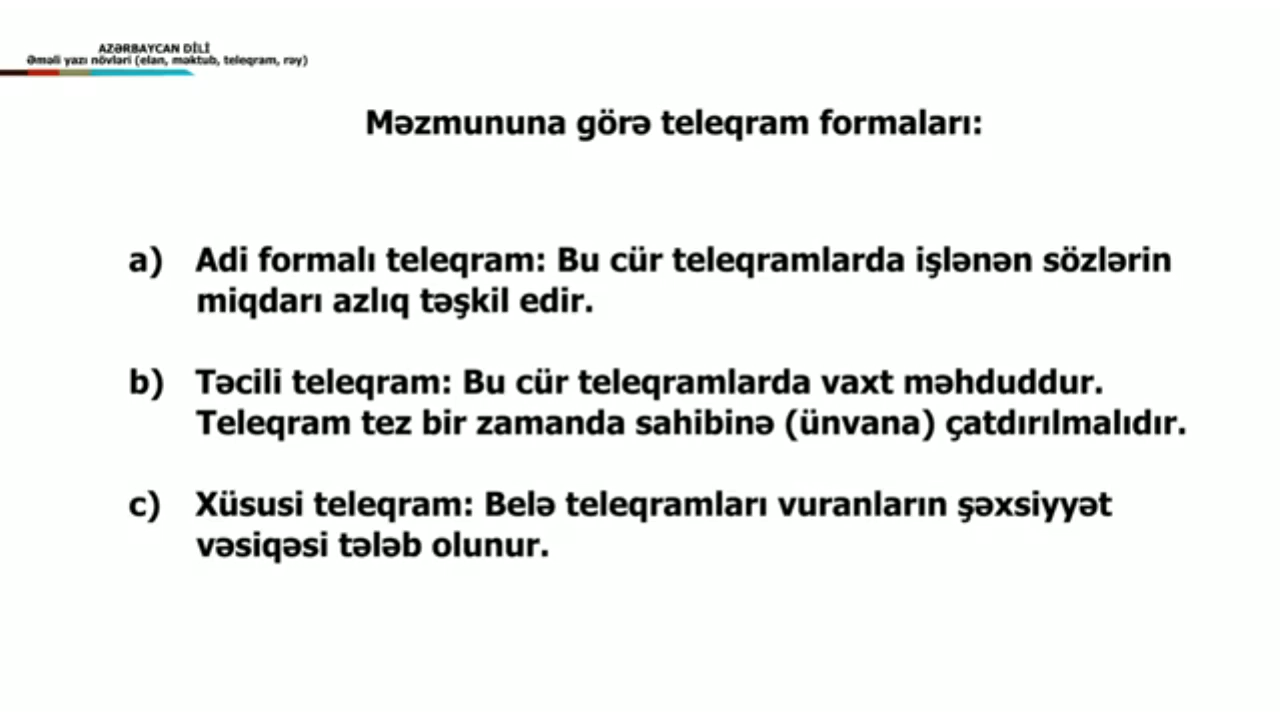 AZƏRBAYCAN DİLİ
Əməli yazı növləri (elan, məktub, teleqram, rəy)
Məzmununa görə teleqram formaları:
a) Adi formalı teleqram: Bu cür teleqramlarda işlənən sözlərin
miqdarı azlıq təşkil edir.
b) Təcili teleqram: Bu cür teleqramlarda vaxt məhduddur.
Teleqram tez bir zamanda sahibinə (ünvana) çatdırılmalıdır.
c) Xüsusi teleqram: Belə teleqramları vuranların şəxsiyyət
vəsiqəsi tələb olunur.